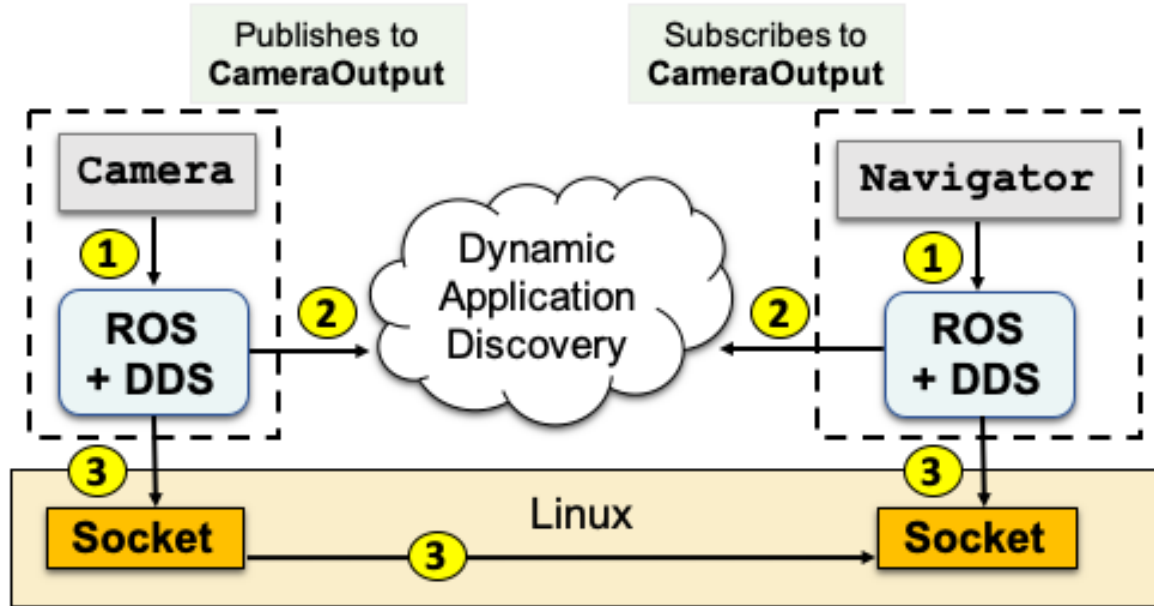 Publishes to
CameraOutput
Subscribes to
CameraOutput
Camera
Navigator
1
1
Dynamic
Application
Discovery
2
2
ROS
+ DDS
ROS
+ DDS
3
3
Linux
Socket
Socket
3